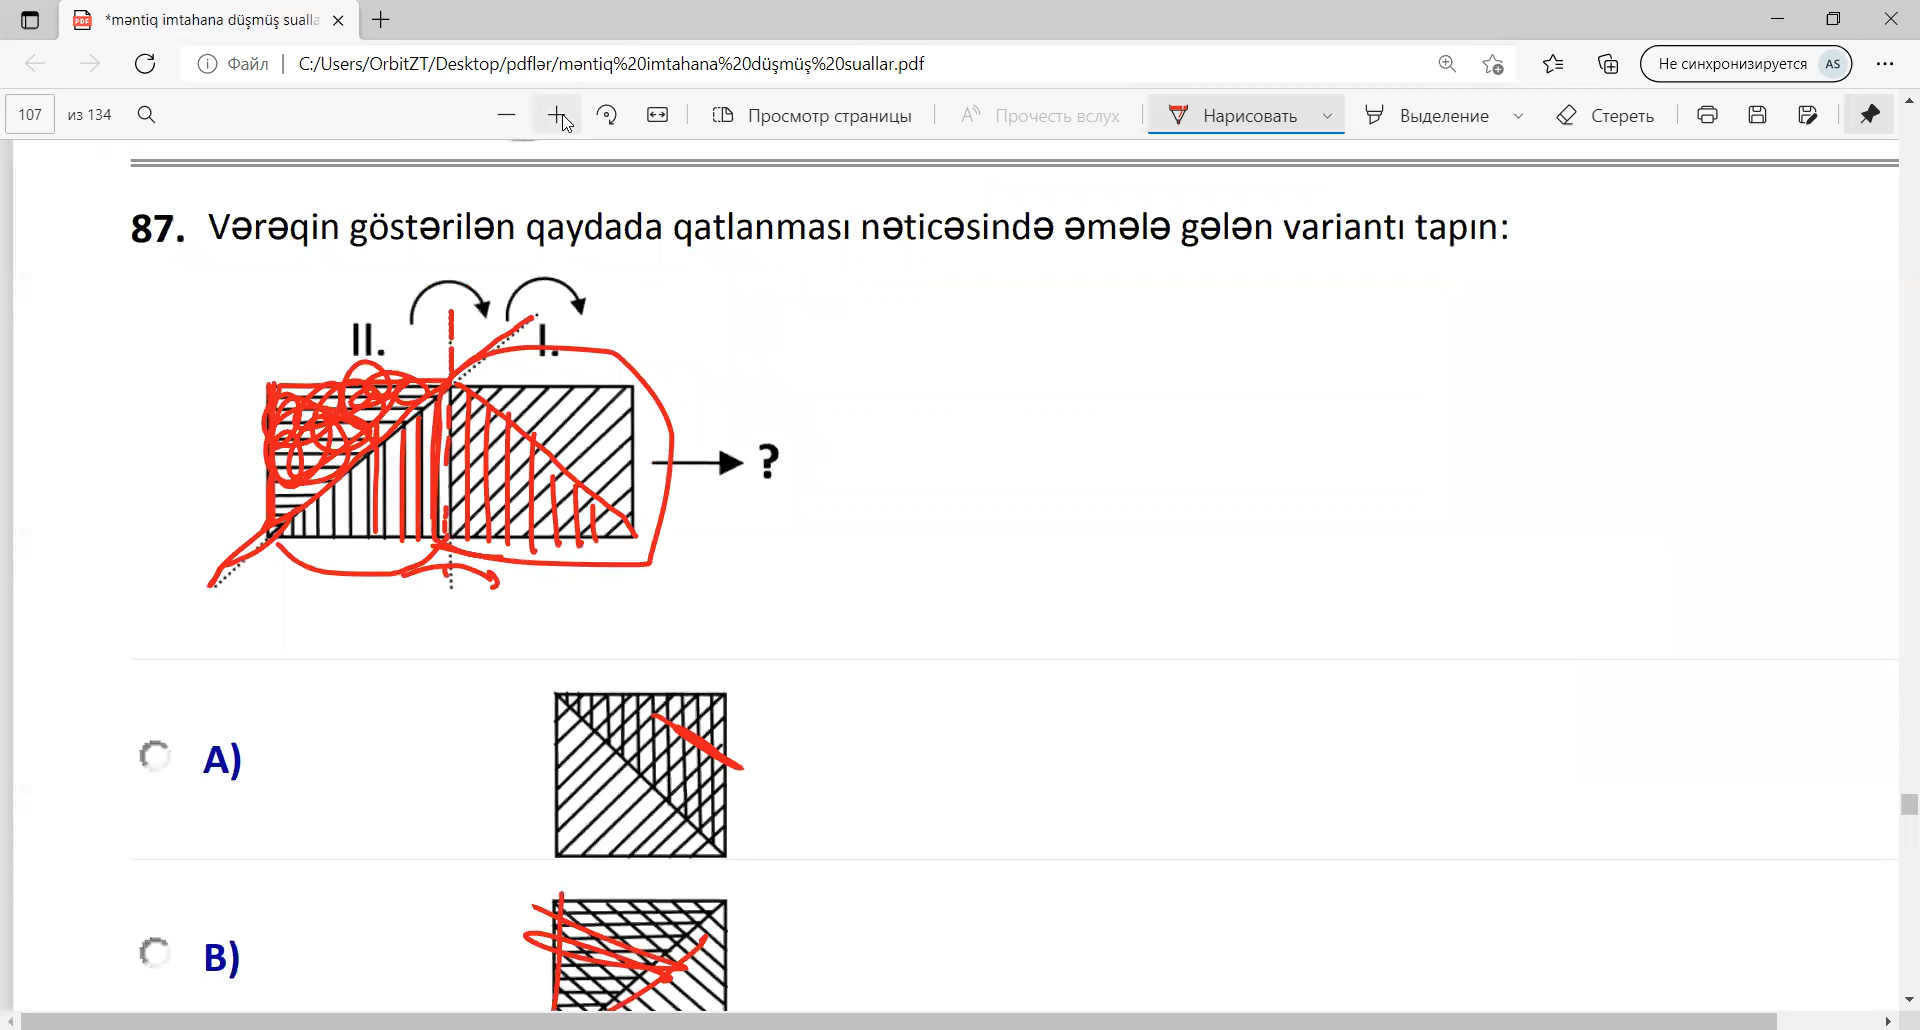 *məntiq imtahana düşmüş sualla
Файл
C:/Users/OrbitZT/Desktop/pdflər/məntiq%20imtahana%20düşmüş%20suallar.pdf
Не синхронизируется AS
107 из 134
Просмотр страницы
Прочесть вслух
Нарисовать
Выделение
Стереть
87. Vərəqin göstərilən qaydada qatlanması nəticəsində əmələ gələn variantı tapın:
II. I.
?
A)
B)